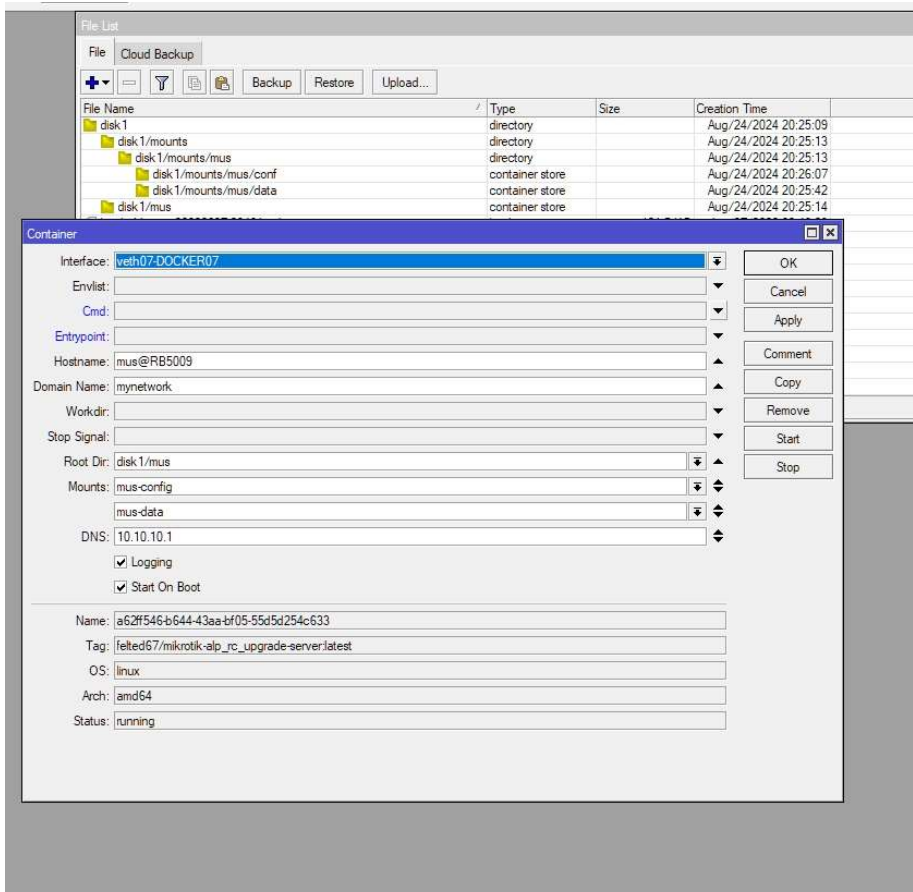 File List
File Cloud Backup
Backup Restore Upload...
File Name / Type Size Creation Time
disk1 directory Aug/24/2024 20:25:09
disk1/mounts directory Aug/24/2024 20:25:13
disk1/mounts/mus directory Aug/24/2024 20:25:13
disk1/mounts/mus/conf container store Aug/24/2024 20:26:07
disk1/mounts/mus/data container store Aug/24/2024 20:25:42
disk1/mus container store Aug/24/2024 20:25:14
Container
Interface: veth07-DOCKER07 OK
Envlist: Cancel
Cmd: Apply
Entrypoint:
Hostname: mus@RB5009 Comment
Domain Name: mynetwork Copy
Workdir: Remove
Stop Signal: Start
Root Dir: disk1/mus Stop
Mounts: mus-config
mus-data
DNS: 10.10.10.1
Logging
Start On Boot
Name: a62ff546-b644-43aa-bf05-55d5d254c633
Tag: felted67/mikrotik-alp_rc_upgrade-server:latest
OS: linux
Arch: amd64
Status: running